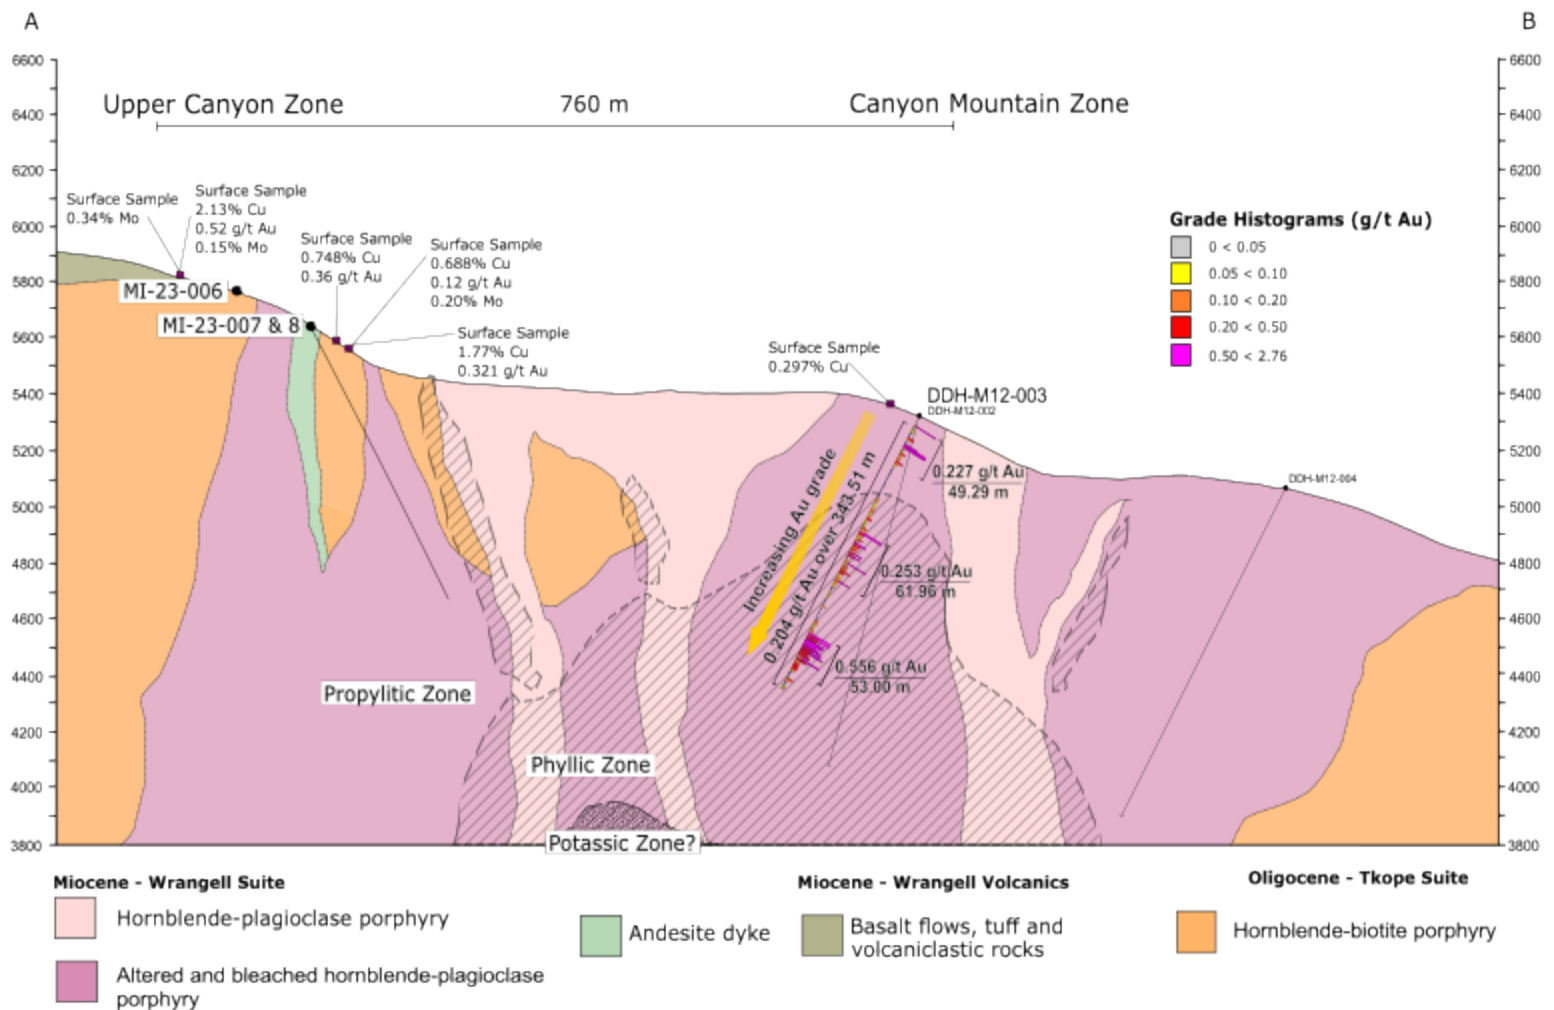 A
B
6600
6400
6200
6000
5800
5600
5400
5200
5000
4800
4600
4400
4200
4000
3800
6600
6400
6200
6000
5800
5600
5400
5200
5000
4800
4600
4400
4200
4000
3800
Upper Canyon Zone
760 m
Canyon Mountain Zone
Surface Sample
0.34% Mo
Surface Sample
2.13% Cu
0.52 g/t Au
0.15% Mo
Surface Sample
0.748% Cu
0.36 g/t Au
Surface Sample
0.688% Cu
0.12 g/t Au
0.20% Mo
Surface Sample
1.77% Cu
0.321 g/t Au
Surface Sample
0.297% Cu
MI-23-006
MI-23-007 & 8
DDH-M12-003
DDH-M12-002
DDH-M12-004
Grade Histograms (g/t Au)
0 < 0.05
0.05 < 0.10
0.10 < 0.20
0.20 < 0.50
0.50 < 2.76
Increasing Au grade
0.204 g/t Au over 343.51 m
0.227 g/t Au
49.29 m
0.253 g/t Au
61.96 m
0.556 g/t Au
53.00 m
Propylitic Zone
Phyllic Zone
Potassic Zone?
Miocene - Wrangell Suite
Hornblende-plagioclase porphyry
Altered and bleached hornblende-plagioclase
porphyry
Andesite dyke
Miocene - Wrangell Volcanics
Basalt flows, tuff and
volcaniclastic rocks
Oligocene - Tkope Suite
Hornblende-biotite porphyry